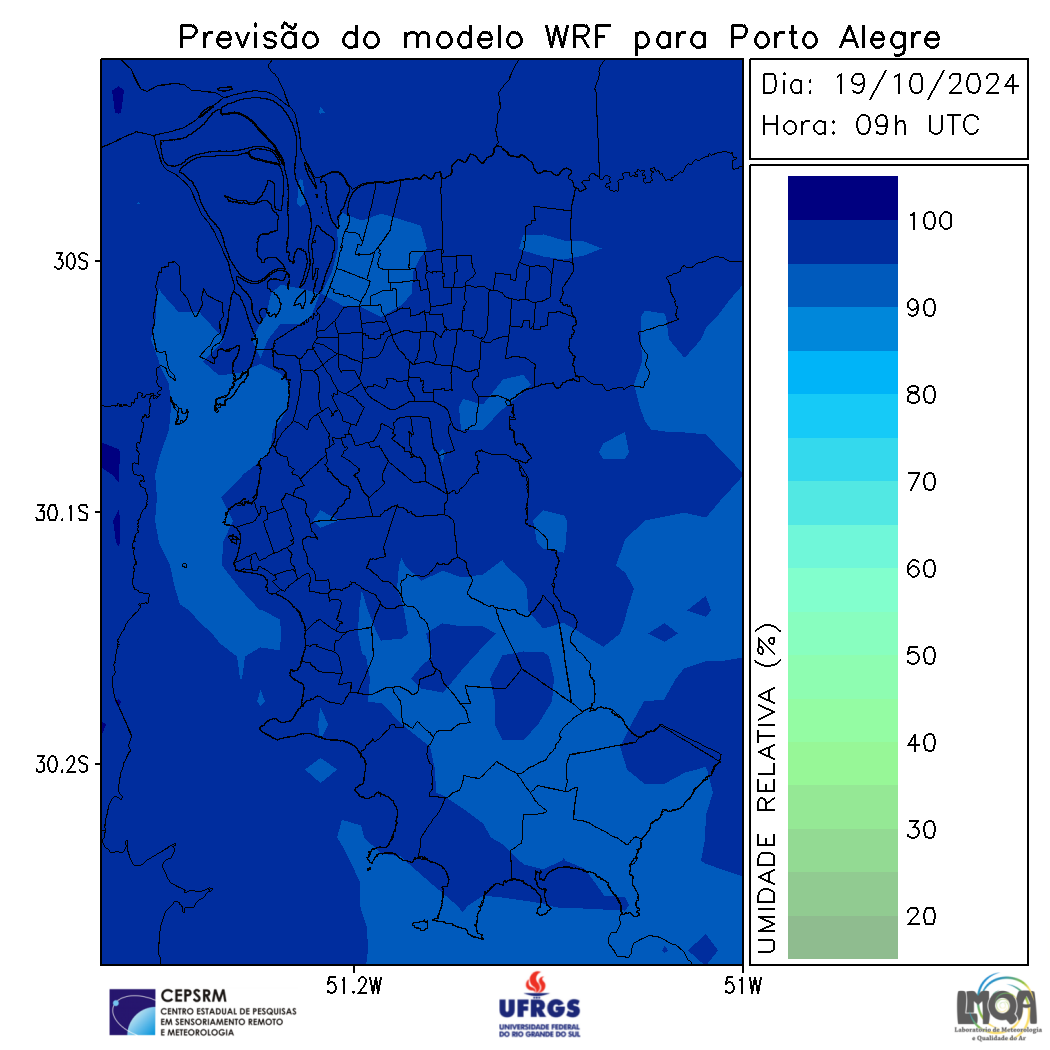 Previsão do modelo WRF para Porto Alegre
Dia: 19/10/2024
Hora: 09h UTC
30S
30.1S
30.2S
51.2W
51W
UMIDADE RELATIVA (%)
100
90
80
70
60
50
40
30
20
CEPSRM
CENTRO ESTADUAL DE PESQUISAS
EM SENSORIAMENTO REMOTO
E METEOROLOGIA
UFRGS
UNIVERSIDADE FEDERAL
DO RIO GRANDE DO SUL
LMQA
Laboratório de Meteorologia
e Qualidade do Ar